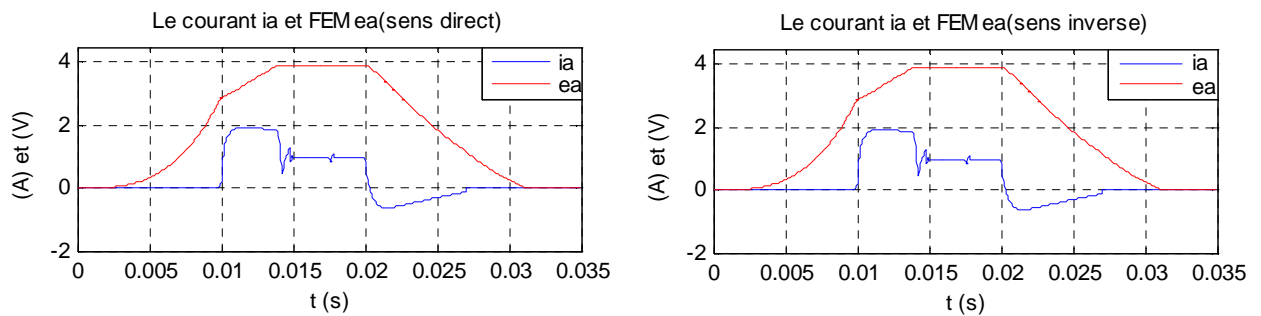 Le courant ia et FEM ea(sens direct)
4
2
0
-2
(A) et (V)
ia
ea
0 0.005 0.01 0.015 0.02 0.025 0.03 0.035
t (s)
Le courant ia et FEM ea(sens inverse)
4
2
0
-2
(A) et (V)
ia
ea
0 0.005 0.01 0.015 0.02 0.025 0.03 0.035
t (s)